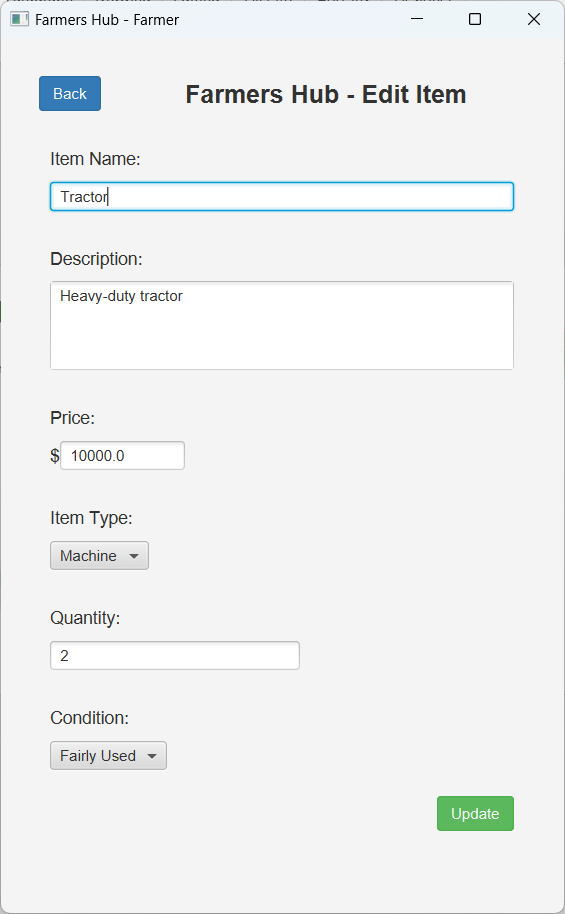 Farmers Hub - Farmer
Back
Farmers Hub - Edit Item
Item Name:
Tractor
Description:
Heavy-duty tractor
Price:
$ 10000.0
Item Type:
Machine
Quantity:
2
Condition:
Fairly Used
Update